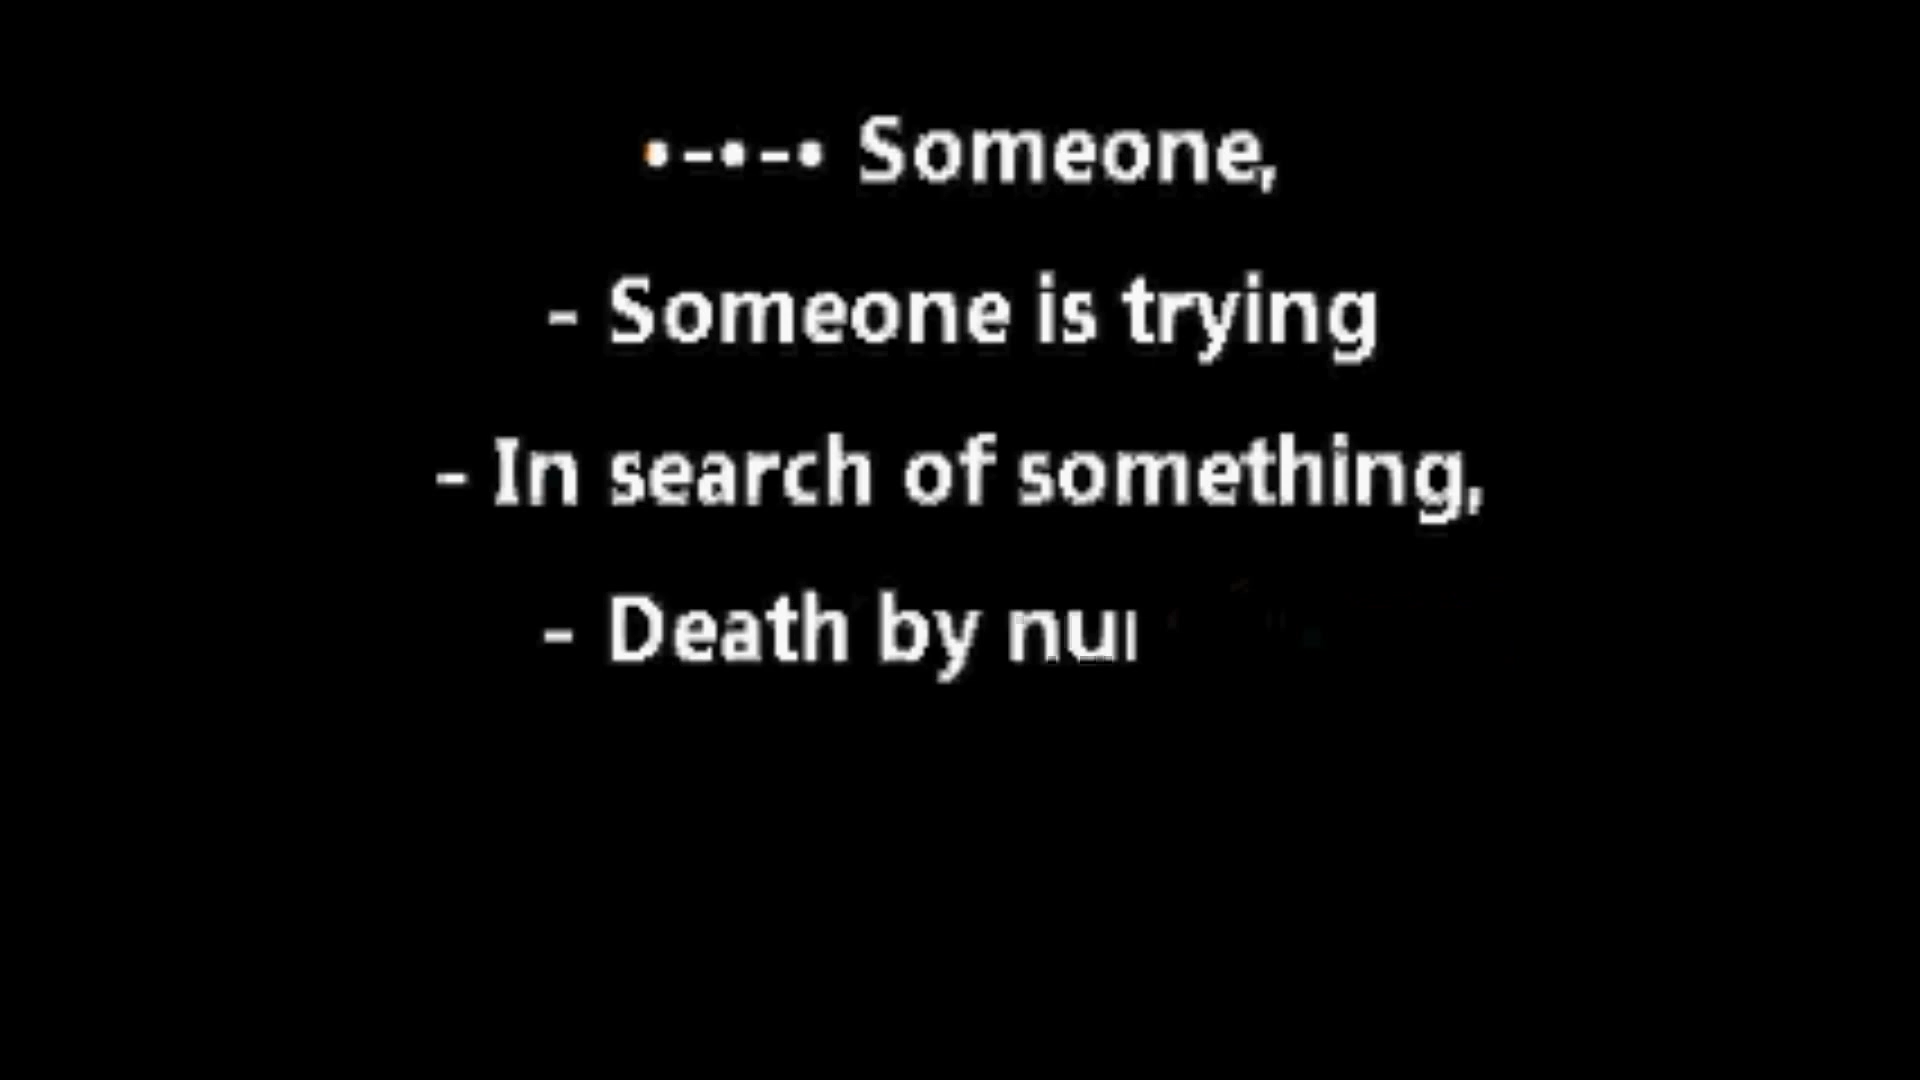 •-•-• Someone,
- Someone is trying
- In search of something,
- Death by